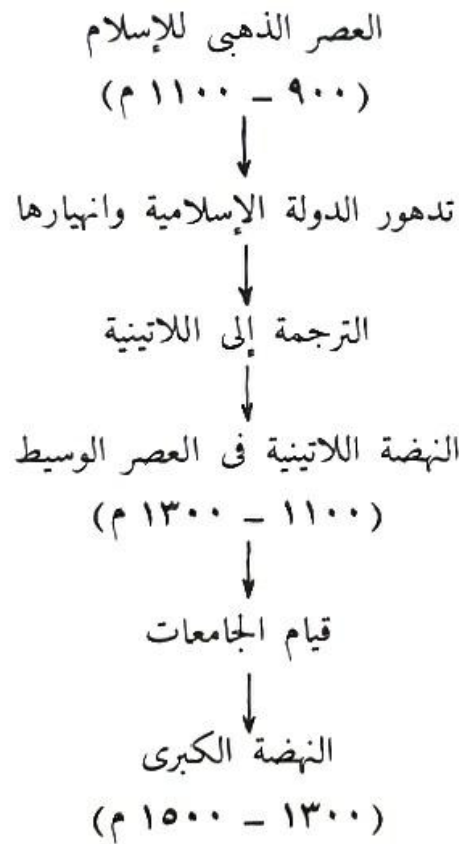 العصر الذهبى للإسلام
(٩٠٠ – ١١٠٠ م)
تدهور الدولة الإسلامية وانهيارها
الترجمة إلى اللاتينية
النهضة اللاتينية فى العصر الوسيط
(١١٠٠ – ١٣٠٠ م)
قيام الجامعات
النهضة الكبرى
(١٣٠٠ – ١٥٠٠ م)